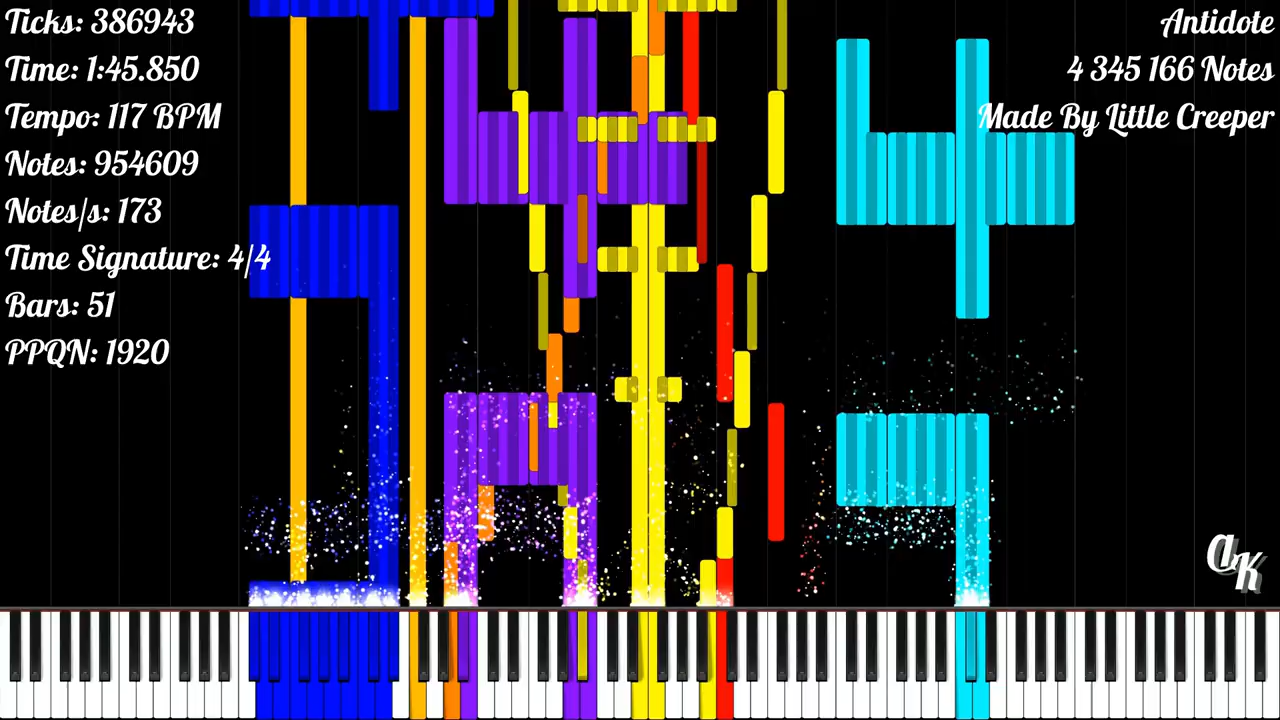 Ticks: 386943
Time: 1:45.850
Tempo: 117 BPM
Notes: 954609
Notes/s: 173
Time Signature: 4/4
Bars: 51
PPQN: 1920
Antidote
4 345 166 Notes
Made By Little Creeper
aK